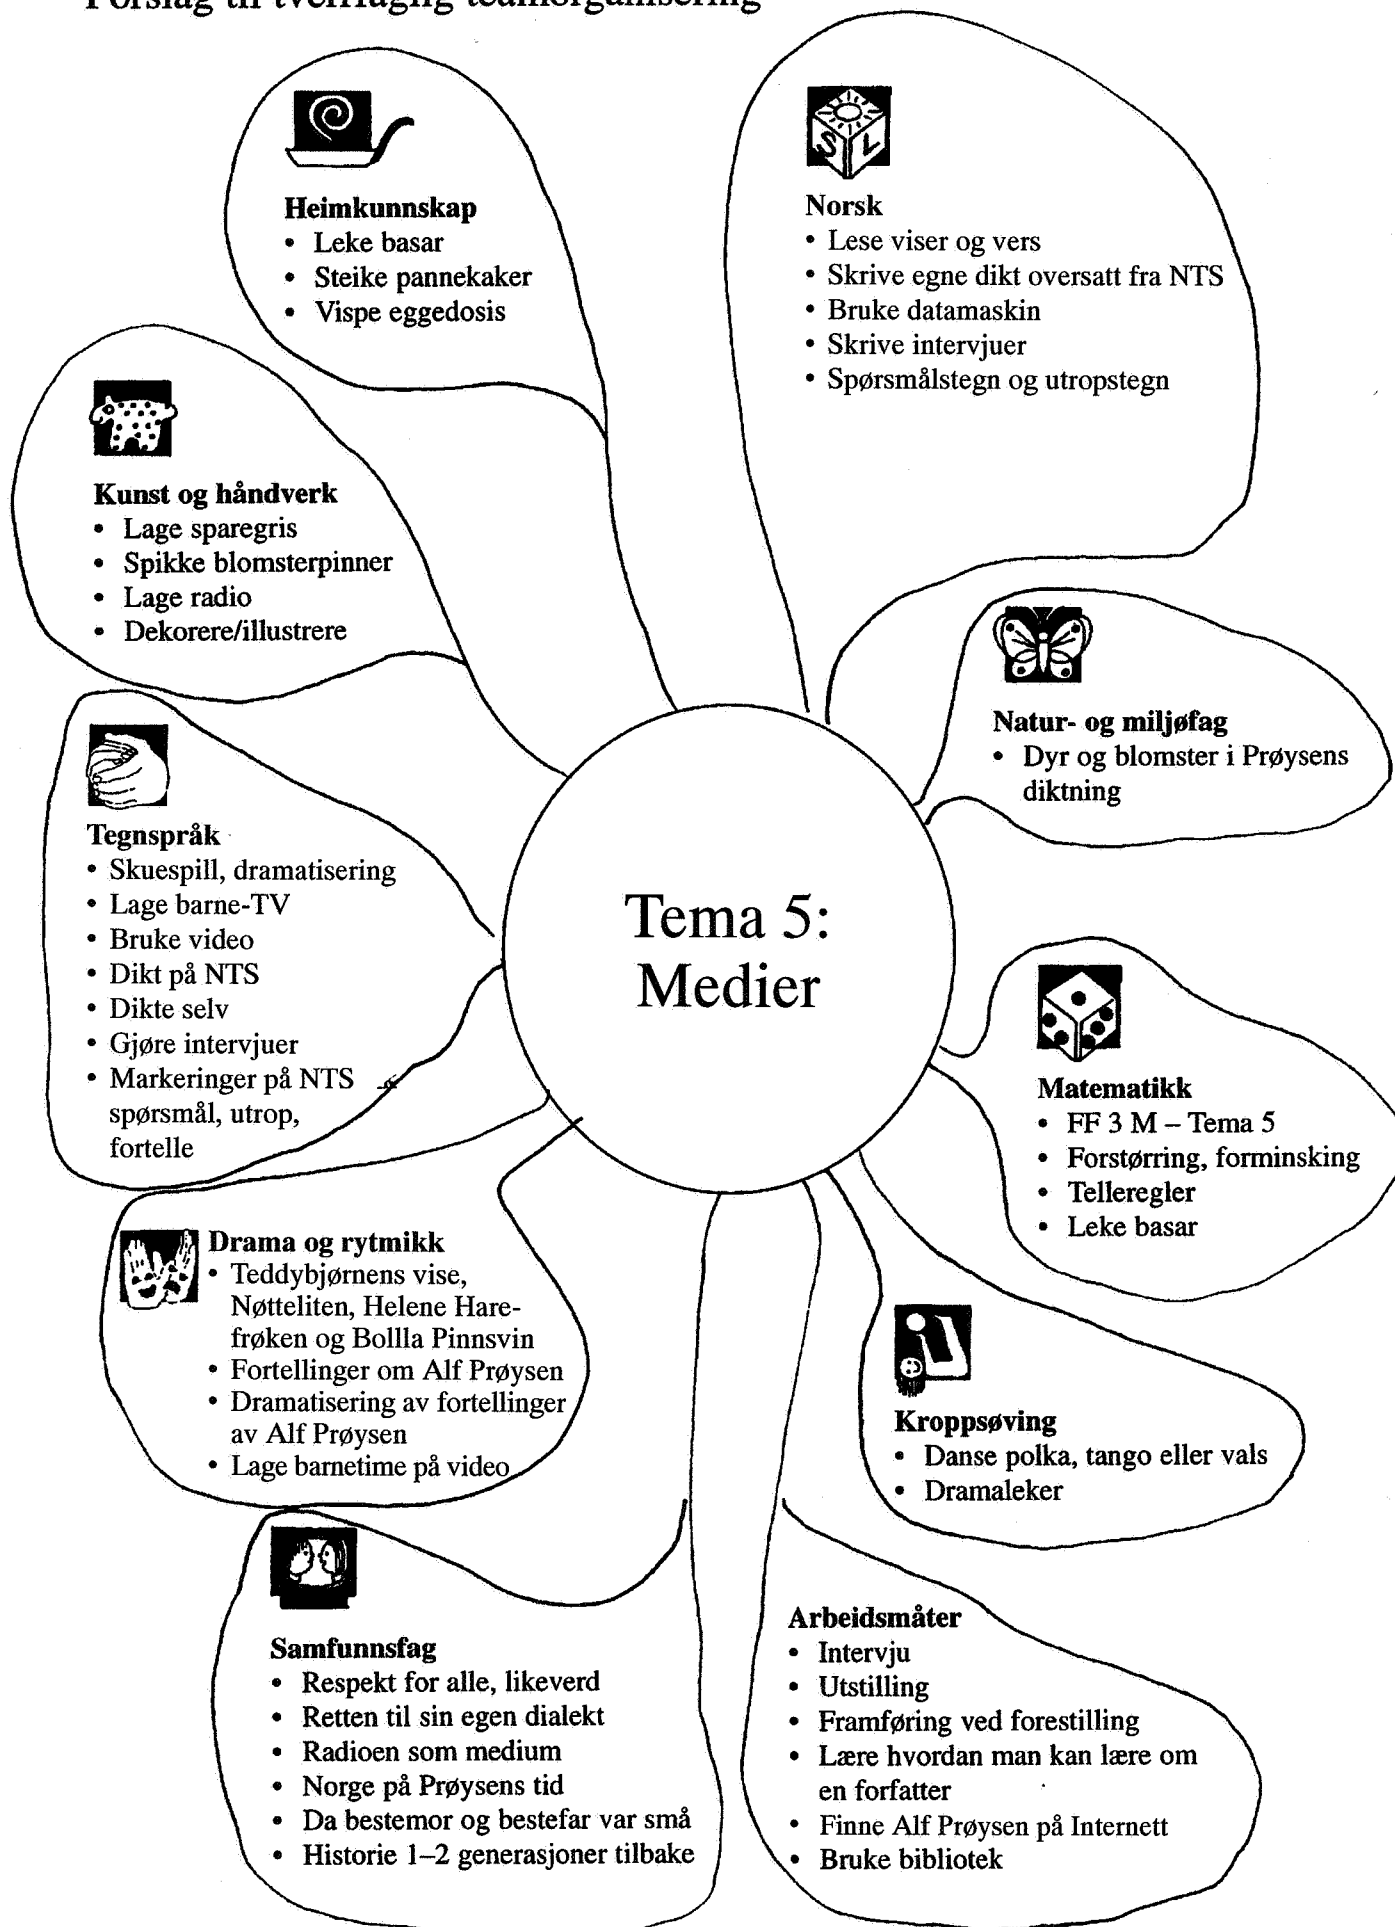 Forslag til tverrfaglig teamorganisering
Heimkunnskap
• Leke basar
• Steike pannekaker
• Vispe eggedosis
S L
Norsk
• Lese viser og vers
• Skrive egne dikt oversatt fra NTS
• Bruke datamaskin
• Skrive intervjuer
• Spørsmålstegn og utropstegn
Kunst og håndverk
• Lage sparegris
• Spikke blomsterpinner
• Lage radio
• Dekorere/illustrere
Natur- og miljøfag
• Dyr og blomster i Prøysens
diktning
Tegnspråk
• Skuespill, dramatisering
• Lage barne-TV
• Bruke video
• Dikt på NTS
• Dikte selv
• Gjøre intervjuer
• Markeringer på NTS
spørsmål, utrop,
fortelle
Tema 5:
Medier
Matematikk
• FF 3 M – Tema 5
• Forstørring, forminsking
• Telleregler
• Leke basar
Drama og rytmikk
• Teddybjørnens vise,
Nøtteliten, Helene Hare-
frøken og Bollla Pinnsvin
• Fortellinger om Alf Prøysen
• Dramatisering av fortellinger
av Alf Prøysen
• Lage barnetime på video
Kroppsøving
• Danse polka, tango eller vals
• Dramaleker
Samfunnsfag
• Respekt for alle, likeverd
• Retten til sin egen dialekt
• Radioen som medium
• Norge på Prøysens tid
• Da bestemor og bestefar var små
• Historie 1–2 generasjoner tilbake
Arbeidsmåter
• Intervju
• Utstilling
• Framføring ved forestilling
• Lære hvordan man kan lære om
en forfatter
• Finne Alf Prøysen på Internett
• Bruke bibliotek